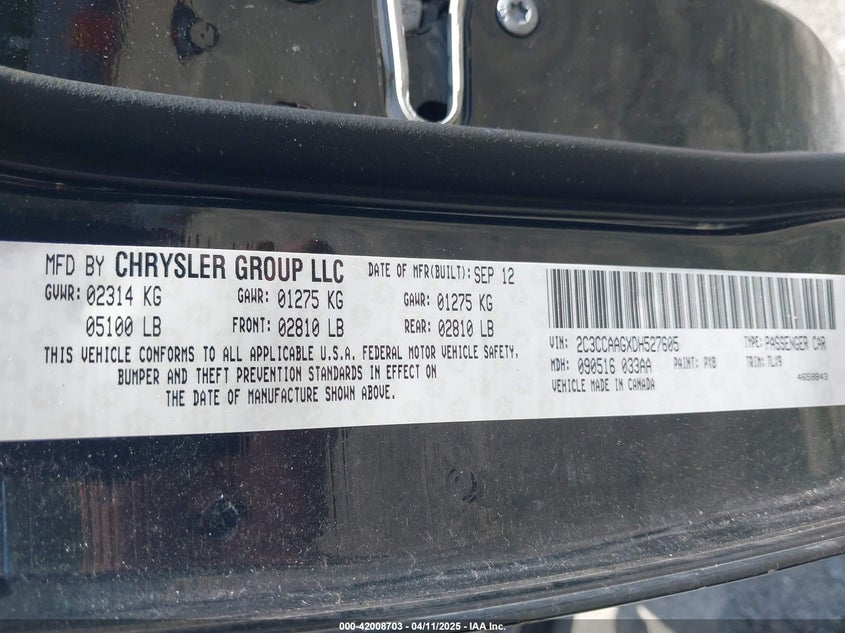 MFD BY CHRYSLER GROUP LLC DATE OF MFR(BUILT): SEP 12
GVWR: 02314 KG GAWR: 01275 KG GAWR: 01275 KG
05100 LB FRONT: 02810 LB REAR: 02810 LB
THIS VEHICLE CONFORMS TO ALL APPLICABLE U.S.A. FEDERAL MOTOR VEHICLE SAFETY,
BUMPER AND THEFT PREVENTION STANDARDS IN EFFECT ON
THE DATE OF MANUFACTURE SHOWN ABOVE.
VIN: 2C3CCAAGXDH527605 TYPE: PASSENGER CAR
MDH: 090516 033AA PAINT: PX8 TRIM: TLX9
VEHICLE MADE IN CANADA 4658843
000-42008703 - 04/11/2025 - IAA Inc.